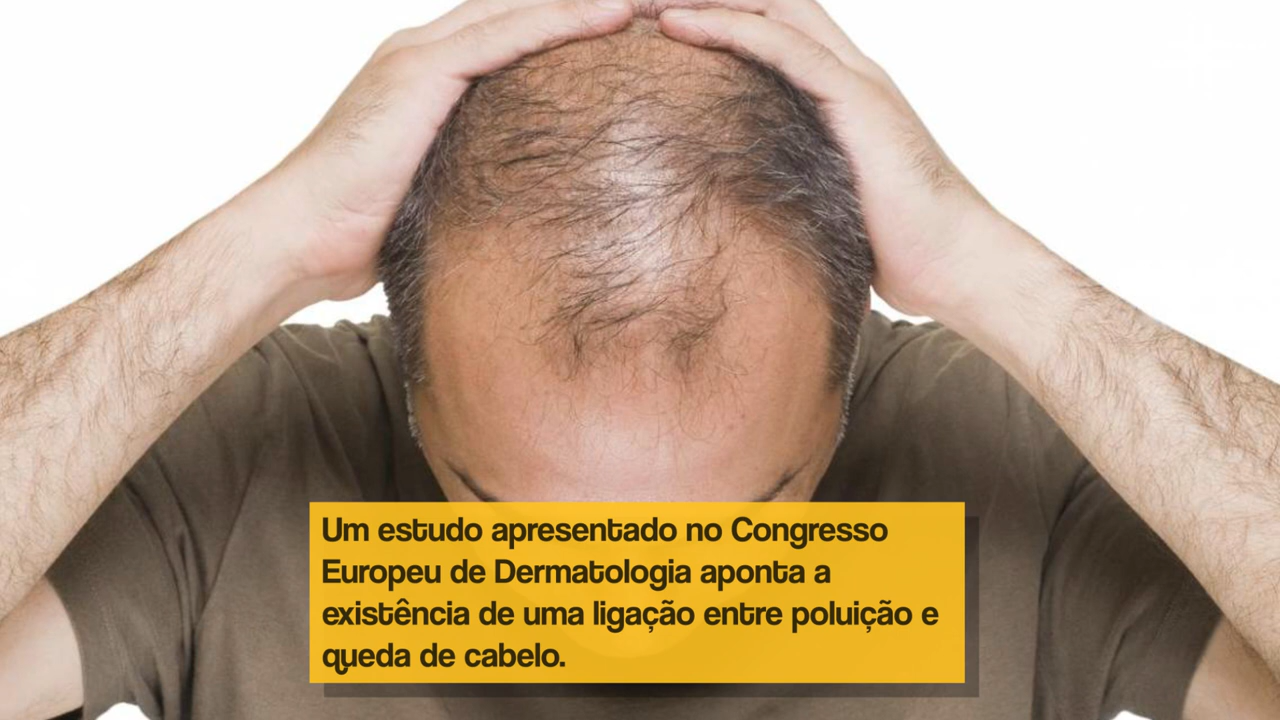 Um estudo apresentado no Congresso
Europeu de Dermatologia aponta a
existência de uma ligação entre poluição e
queda de cabelo.